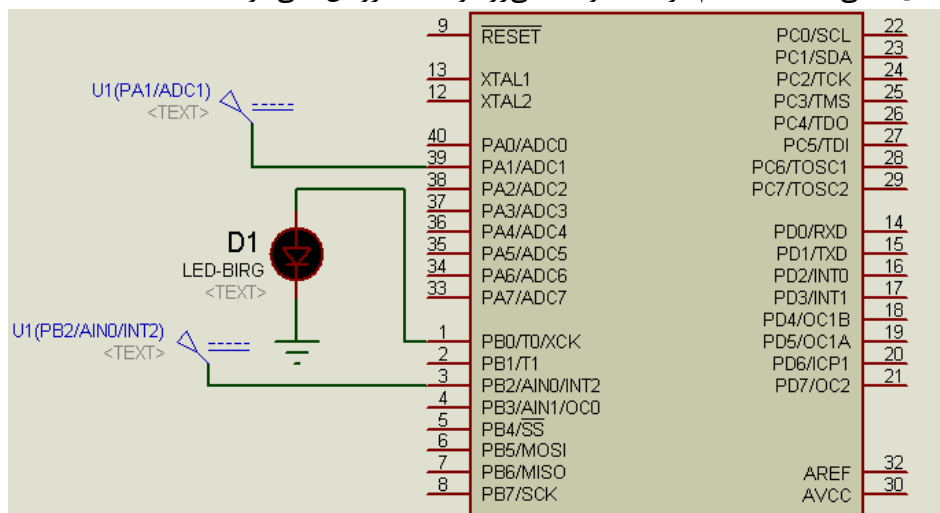 9 RESET
13 XTAL1
12 XTAL2
U1(PA1/ADC1)
<TEXT>
40 PA0/ADC0
39 PA1/ADC1
38 PA2/ADC2
37 PA3/ADC3
36 PA4/ADC4
35 PA5/ADC5
34 PA6/ADC6
33 PA7/ADC7
D1
LED-BIRG
<TEXT>
U1(PB2/AIN0/INT2)
<TEXT>
1 PB0/T0/XCK
2 PB1/T1
3 PB2/AIN0/INT2
4 PB3/AIN1/OC0
5 PB4/SS
6 PB5/MOSI
7 PB6/MISO
8 PB7/SCK
PC0/SCL 22
PC1/SDA 23
PC2/TCK 24
PC3/TMS 25
PC4/TDO 26
PC5/TDI 27
PC6/TOSC1 28
PC7/TOSC2 29
PD0/RXD 14
PD1/TXD 15
PD2/INT0 16
PD3/INT1 17
PD4/OC1B 18
PD5/OC1A 19
PD6/ICP1 20
PD7/OC2 21
AREF 32
AVCC 30